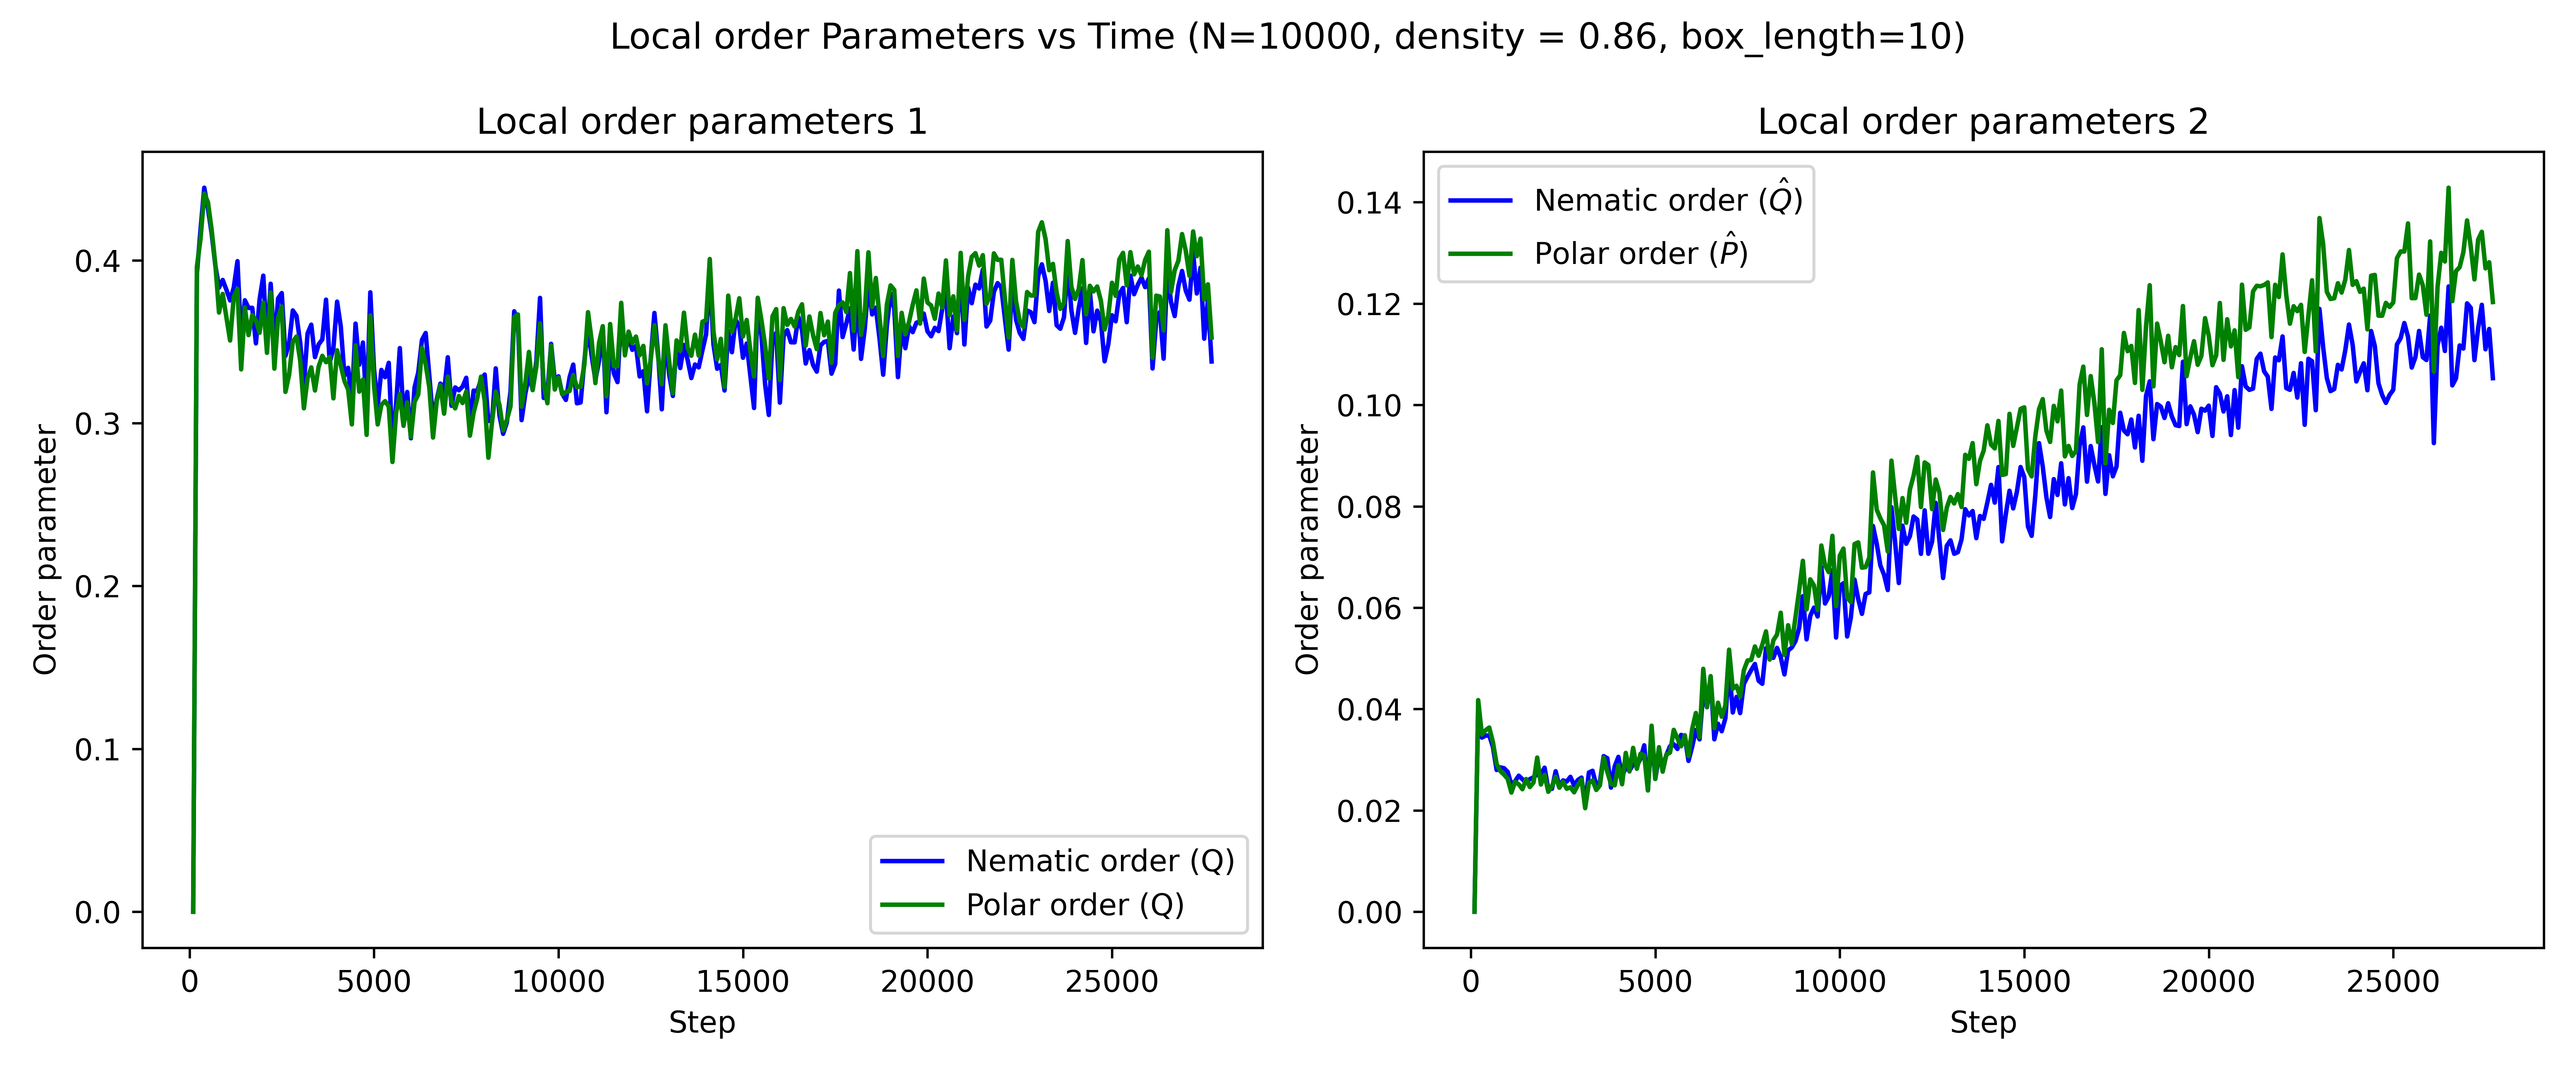 Local order Parameters vs Time (N=10000, density = 0.86, box_length=10)
Local order parameters 1
Order parameter
0.4
0.3
0.2
0.1
0.0
Nematic order (Q)
Polar order (Q)
0
5000
10000
15000
20000
25000
Step
Local order parameters 2
Order parameter
0.14
0.12
0.10
0.08
0.06
0.04
0.02
0.00
Nematic order (Q̂)
Polar order (P̂)
0
5000
10000
15000
20000
25000
Step